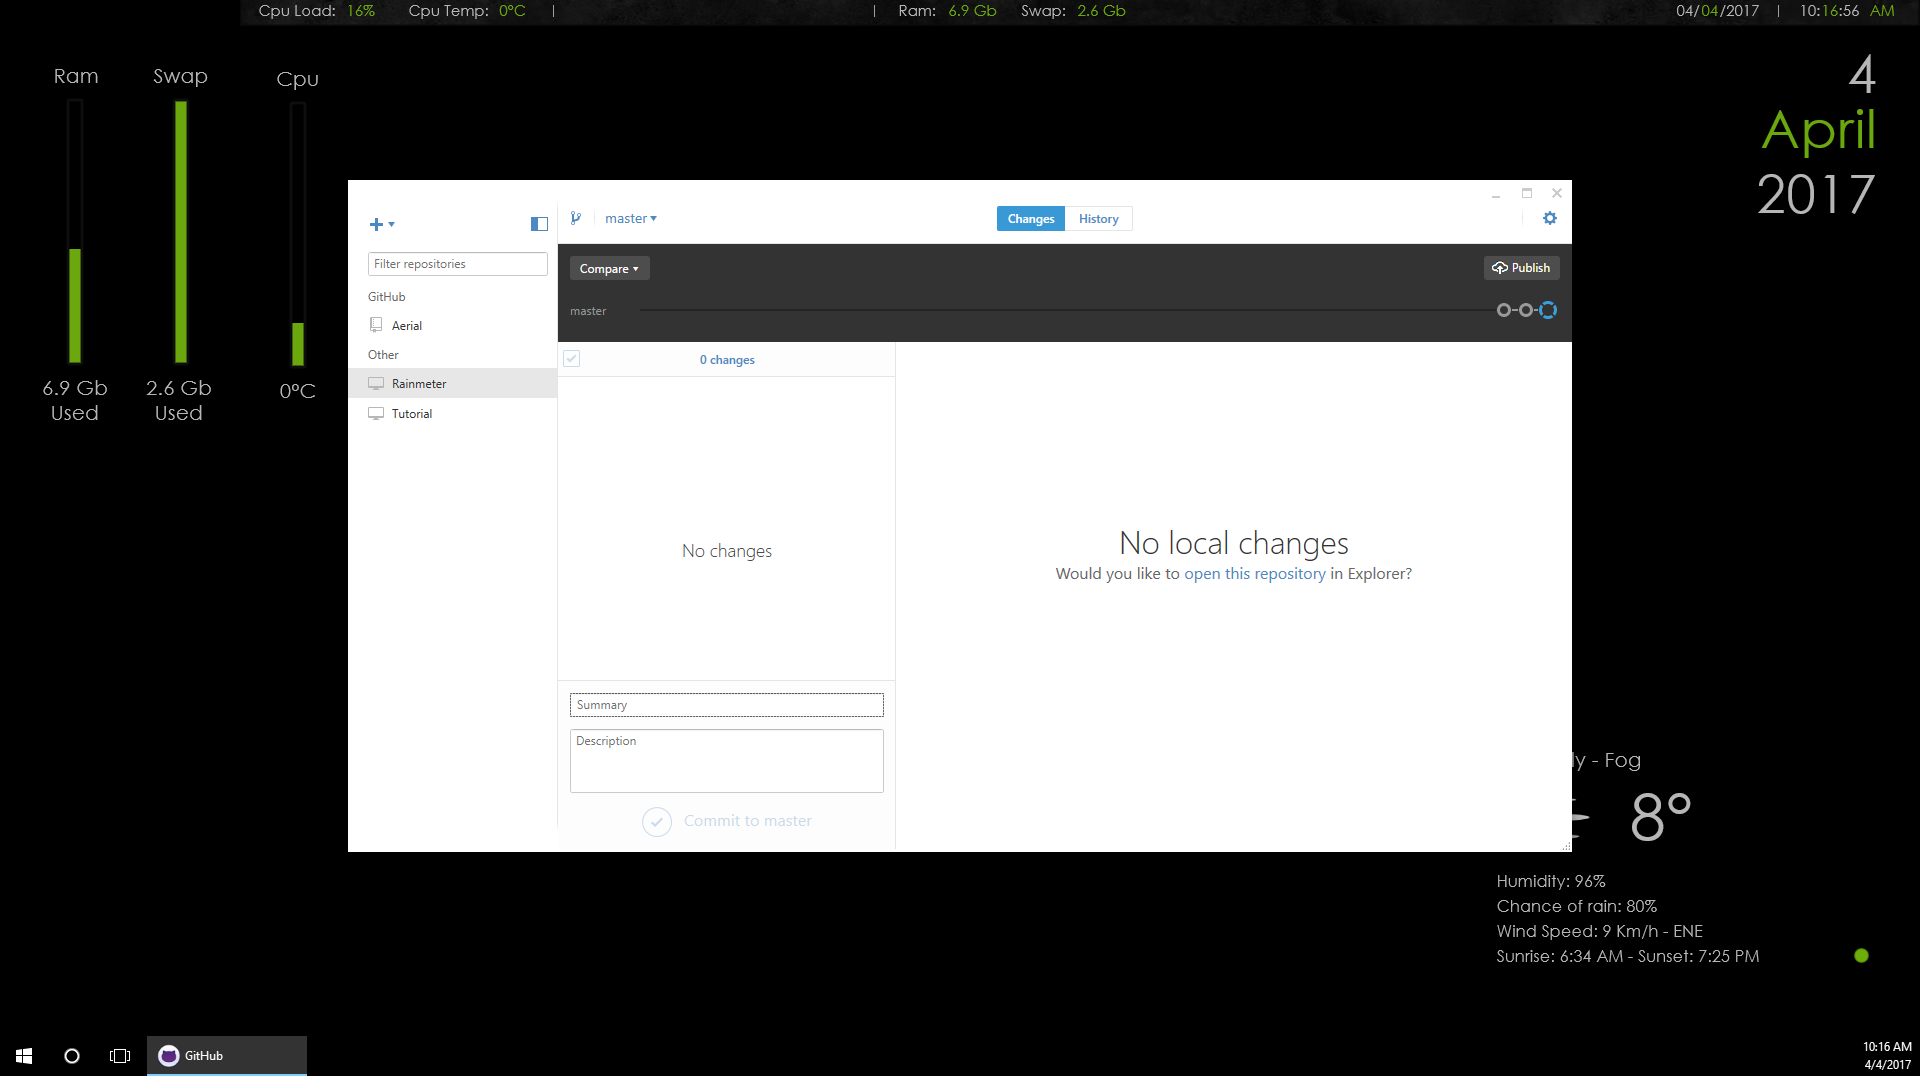 Cpu Load: 16% Cpu Temp: 0°C | | Ram: 6.9 Gb Swap: 2.6 Gb 04/04/2017 | 10:16:56 AM
Ram Swap Cpu
6.9 Gb Used
2.6 Gb Used
0°C
4
April
2017
master
Changes History
Filter repositories
GitHub
Aerial
Other
Rainmeter
Tutorial
Compare
Publish
master
0 changes
No changes
No local changes
Would you like to open this repository in Explorer?
Summary
Description
Commit to master
ly - Fog
8°
Humidity: 96%
Chance of rain: 80%
Wind Speed: 9 Km/h - ENE
Sunrise: 6:34 AM - Sunset: 7:25 PM
GitHub
10:16 AM
4/4/2017